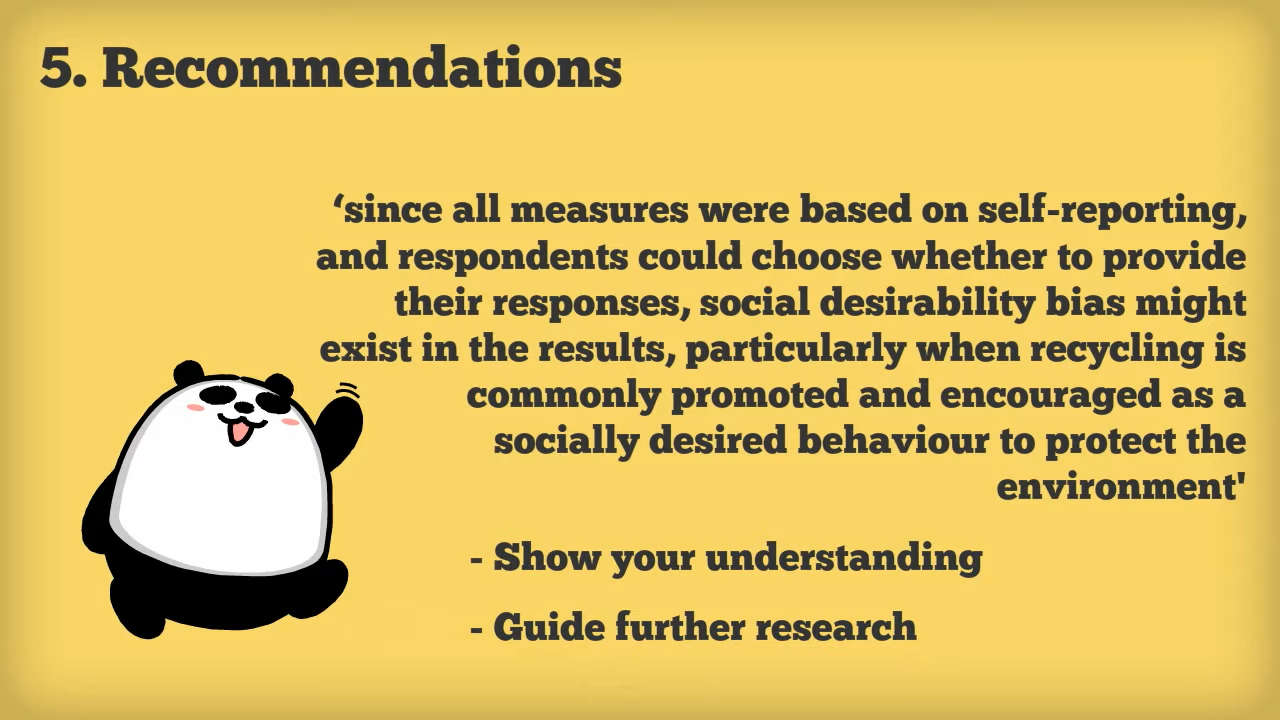 5. Recommendations
‘since all measures were based on self-reporting,
and respondents could choose whether to provide
their responses, social desirability bias might
exist in the results, particularly when recycling is
commonly promoted and encouraged as a
socially desired behaviour to protect the
environment'
- Show your understanding
- Guide further research